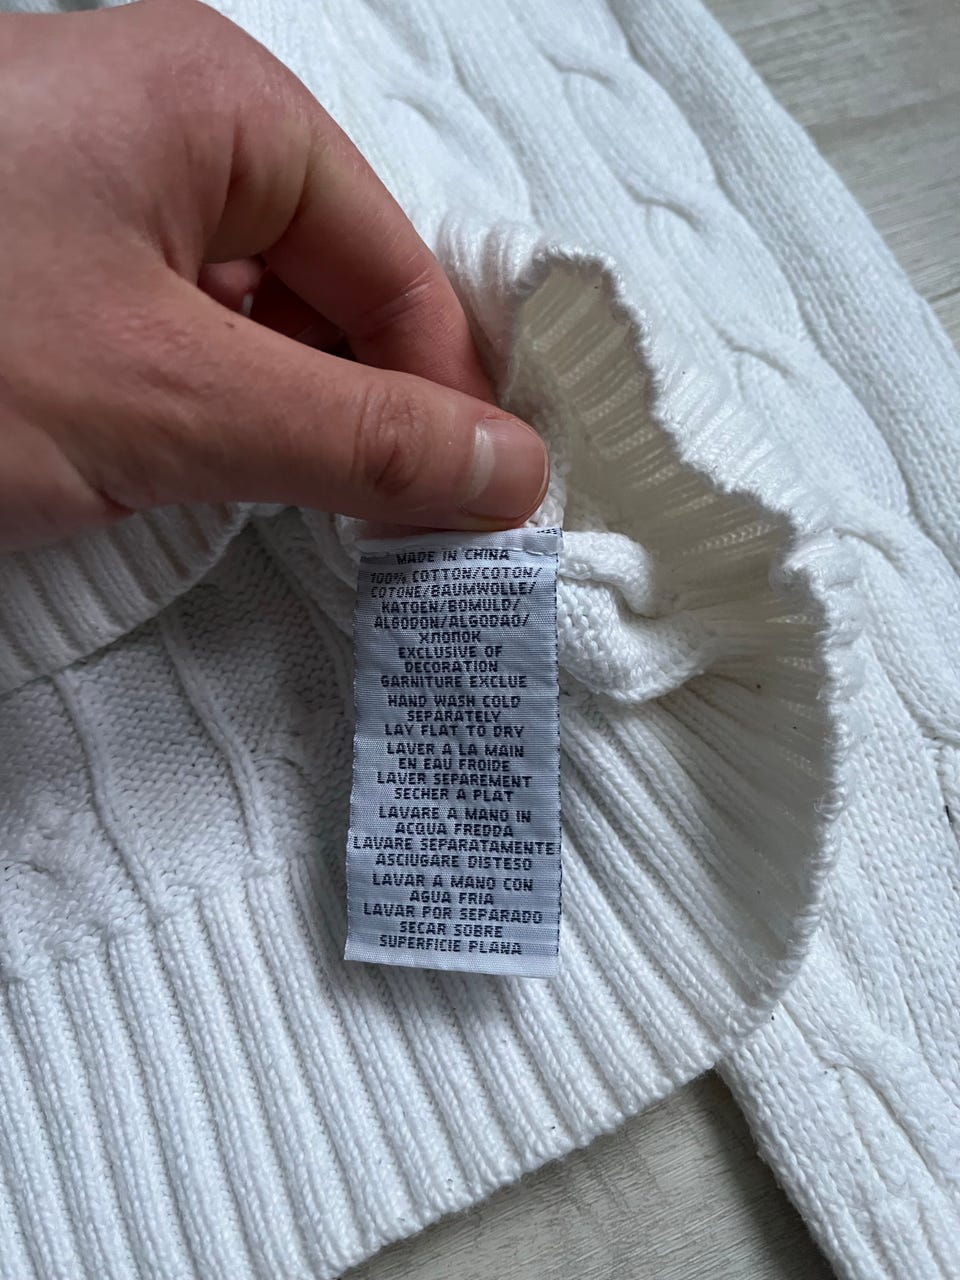 MADE IN CHINA
100% COTTON/COTON/
COTONE/BAUMWOLLE/
KATOEN/BOMULD/
ALGODON/ALGODAO/
ХЛОПОК
EXCLUSIVE OF
DECORATION
GARNITURE EXCLUE
HAND WASH COLD
SEPARATELY
LAY FLAT TO DRY
LAVER A LA MAIN
EN EAU FROIDE
LAVER SEPAREMENT
SECHER A PLAT
LAVARE A MANO IN
ACQUA FREDDA
LAVARE SEPARATAMENTE
ASCIUGARE DISTESO
LAVAR A MANO CON
AGUA FRIA
LAVAR POR SEPARADO
SECAR SOBRE
SUPERFICIE PLANA